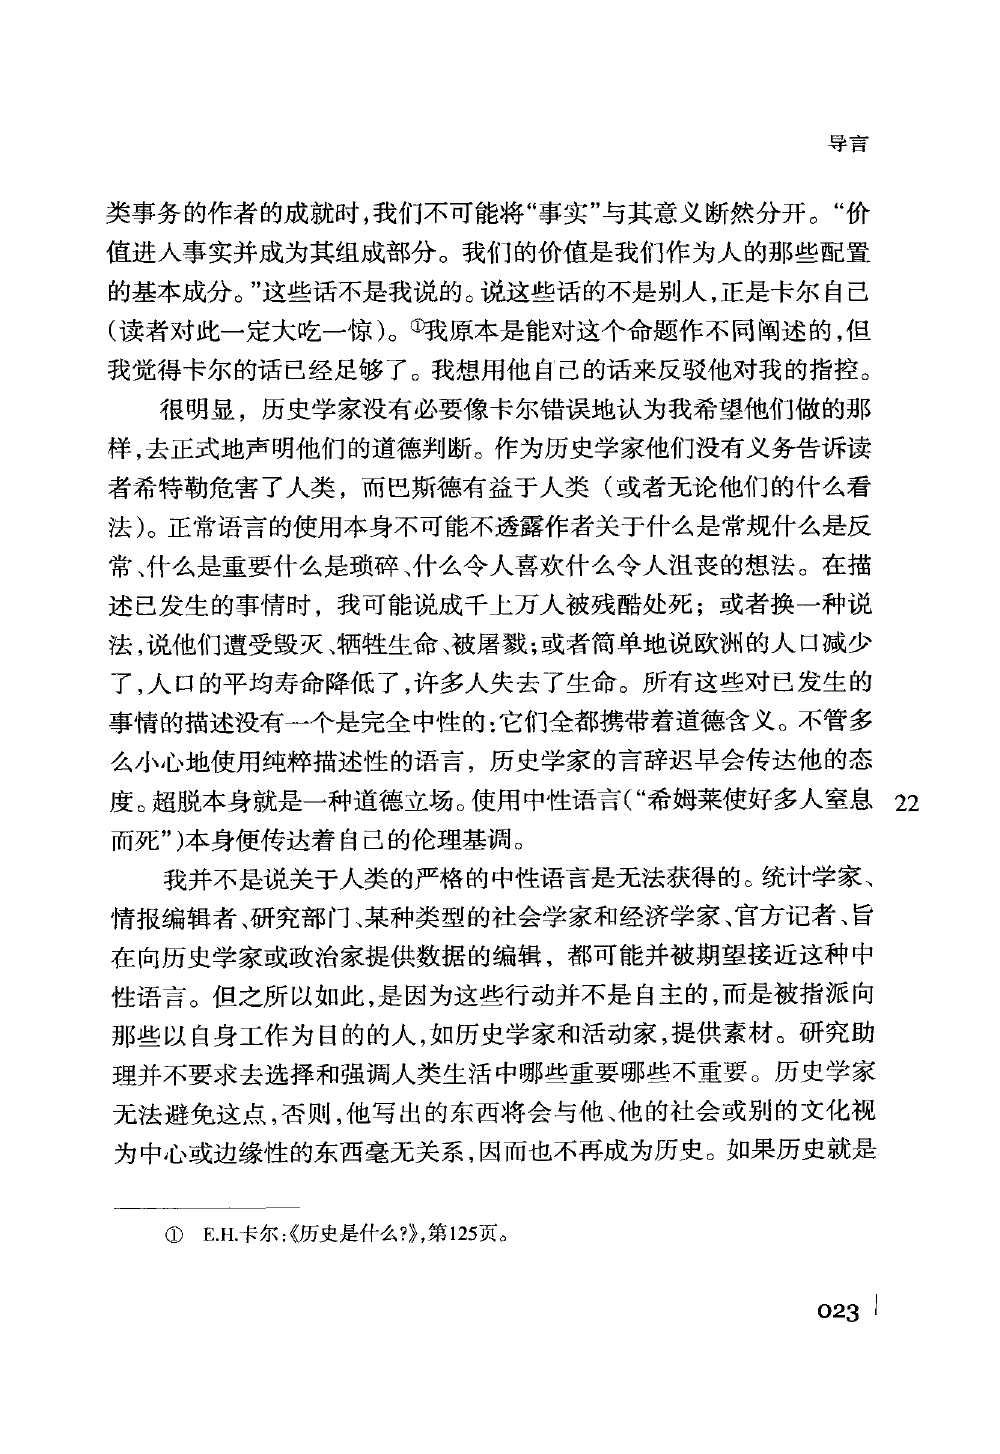 导言
类事务的作者的成就时，我们不可能将“事实”与其意义断然分开。“价
值进入事实并成为其组成部分。我们的价值是我们作为人的那些配置
的基本成分。”这些话不是我说的。说这些话的不是别人，正是卡尔自己
（读者对此一定大吃一惊）。①我原本是能对这个命题作不同阐述的，但
我觉得卡尔的话已经足够了。我想用他自己的话来反驳他对我的指控。
很明显，历史学家没有必要像卡尔错误地认为我希望他们做的那
样，去正式地声明他们的道德判断。作为历史学家他们没有义务告诉读
者希特勒危害了人类，而巴斯德有益于人类（或者无论他们的什么看
法）。正常语言的使用本身不可能不透露作者关于什么是常规什么是反
常、什么是重要什么是琐碎、什么令人喜欢什么令人沮丧的想法。在描
述已发生的事情时，我可能说成千上万人被残酷处死；或者换一种说
法，说他们遭受毁灭、牺牲生命、被屠戮；或者简单地说欧洲的人口减少
了，人口的平均寿命降低了，许多人失去了生命。所有这些对已发生的
事情的描述没有一个是完全中性的：它们全都携带着道德含义。不管多
么小心地使用纯粹描述性的语言，历史学家的言辞迟早会传达他的态
度。超脱本身就是一种道德立场。使用中性语言（“希姆莱使好多人窒息 22
而死”）本身便传达着自己的伦理基调。
我并不是说关于人类的严格的中性语言是无法获得的。统计学家、
情报编辑者、研究部门、某种类型的社会学家和经济学家、官方记者、旨
在向历史学家或政治家提供数据的编辑，都可能并被期望接近这种中
性语言。但之所以如此，是因为这些行动并不是自主的，而是被指派向
那些以自身工作为目的的人，如历史学家和活动家，提供素材。研究助
理并不要求去选择和强调人类生活中哪些重要哪些不重要。历史学家
无法避免这点，否则，他写出的东西将会与他、他的社会或别的文化视
为中心或边缘性的东西毫无关系，因而也不再成为历史。如果历史就是
① E.H.卡尔：《历史是什么?》，第125页。
023